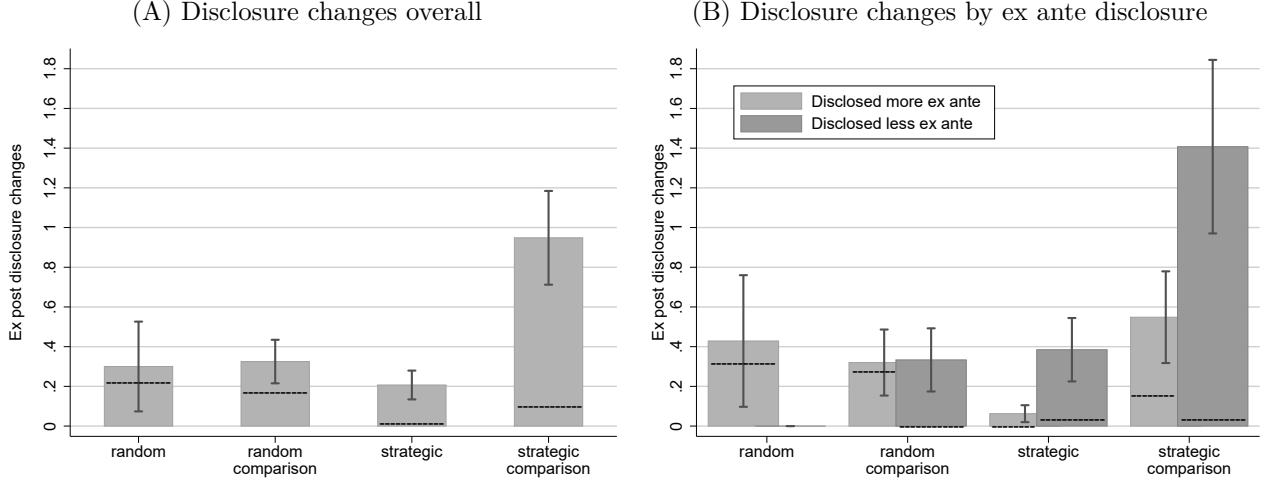 (A) Disclosure changes overall
Ex post disclosure changes
1.8
1.6
1.4
1.2
1
.8
.6
.4
.2
0
random
random
comparison
strategic
strategic
comparison
(B) Disclosure changes by ex ante disclosure
Ex post disclosure changes
1.8
1.6
1.4
1.2
1
.8
.6
.4
.2
0
Disclosed more ex ante
Disclosed less ex ante
random
random
comparison
strategic
strategic
comparison